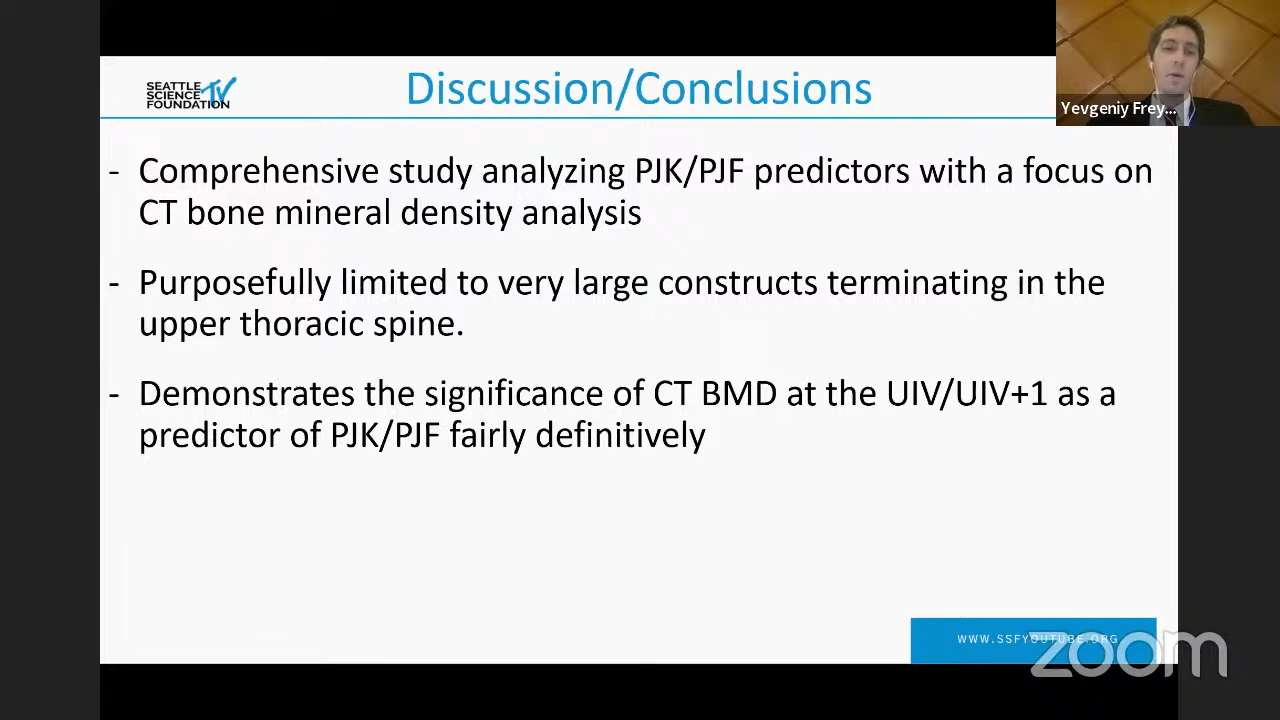 SEATTLE
SCIENCE TV
FOUNDATION
Discussion/Conclusions
Yevgeniy Frey...
- Comprehensive study analyzing PJK/PJF predictors with a focus on
CT bone mineral density analysis
- Purposefully limited to very large constructs terminating in the
upper thoracic spine.
- Demonstrates the significance of CT BMD at the UIV/UIV+1 as a
predictor of PJK/PJF fairly definitively
WWW.SSFYOUTUBE.ORG
zoom